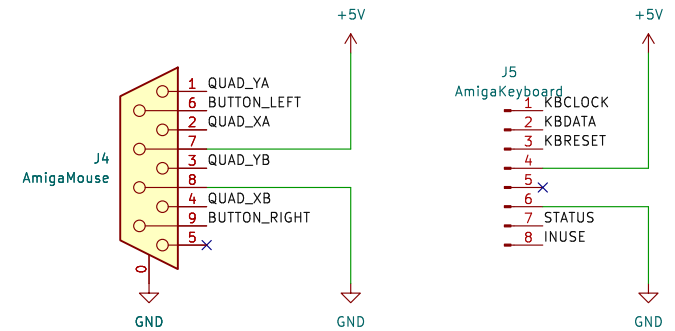 +5V
+5V
J5
AmigaKeyboard
1 QUAD_YA
6 BUTTON_LEFT
2 QUAD_XA
7
3 QUAD_YB
8
4 QUAD_XB
9 BUTTON_RIGHT
5
J4
AmigaMouse
0
1 KBCLOCK
2 KBDATA
3 KBRESET
4
5
6
7 STATUS
8 INUSE
GND
GND
GND